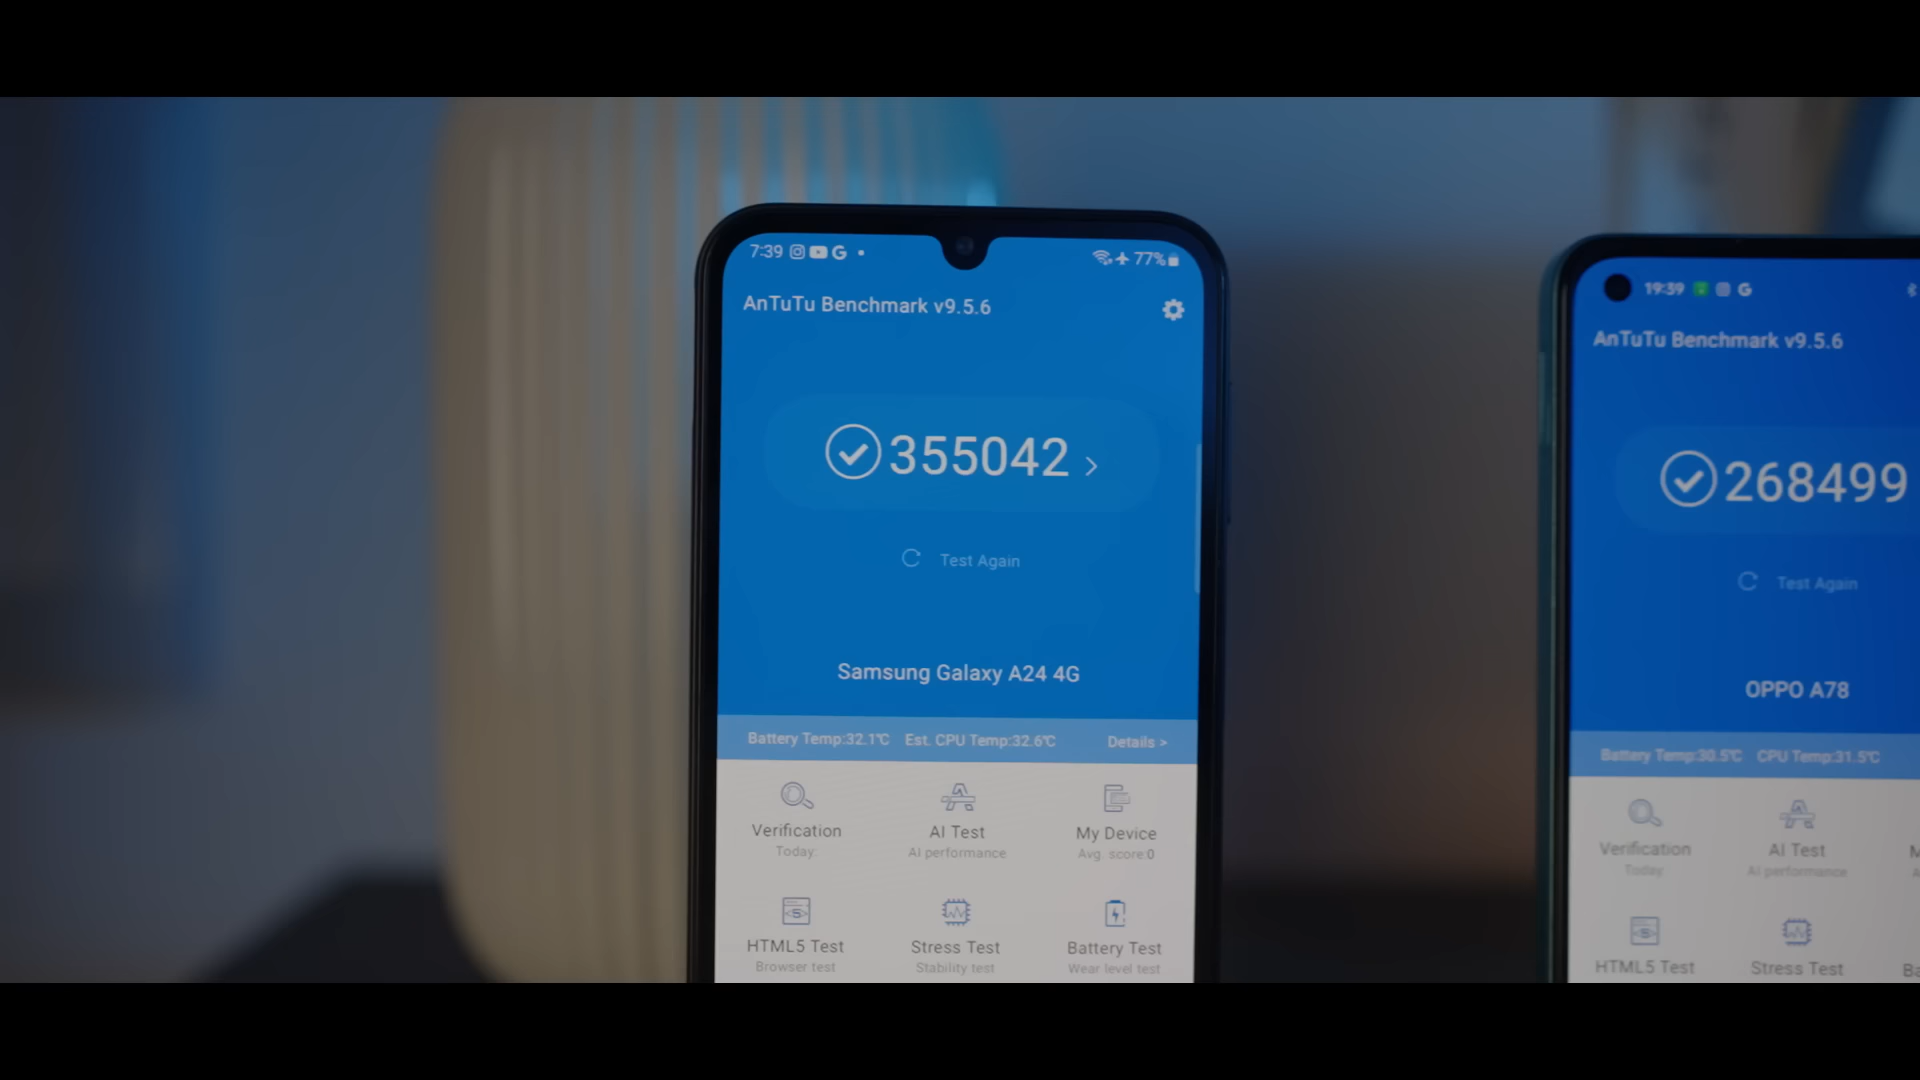 7:39
77%
AnTuTu Benchmark v9.5.6
355042 >
Test Again
Samsung Galaxy A24 4G
Battery Temp:32.1℃ Est. CPU Temp:32.6℃ Details >
Verification AI Test My Device
Today: AI performance Avg. score:0
HTML5 Test Stress Test Battery Test
Browser test Stability test Wear level test
19:39
AnTuTu Benchmark v9.5.6
268499
Test Again
OPPO A78
Battery Temp:30.5℃ CPU Temp:31.5℃
Verification AI Test
Today AI performance
HTML5 Test Stress Test